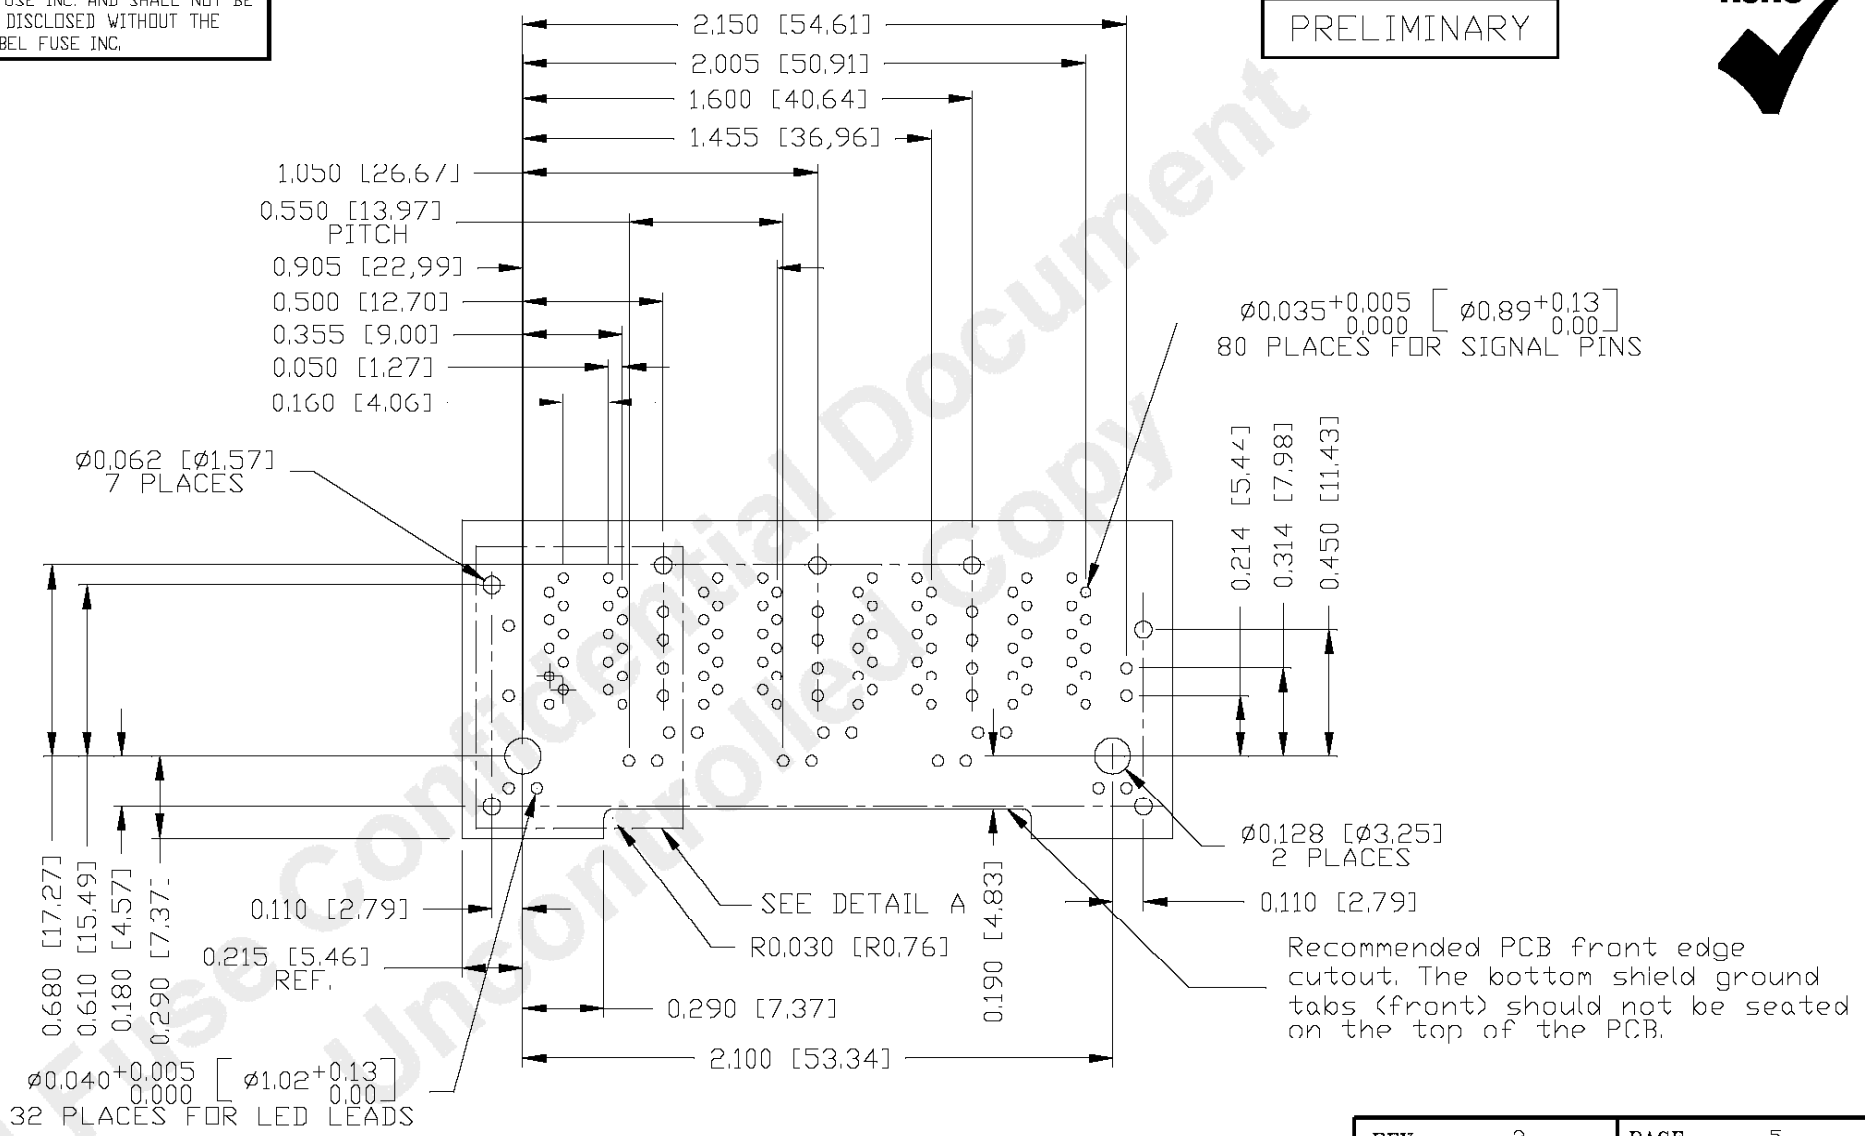 FUSE INC. AND SHALL NOT BE
DISCLOSED WITHOUT THE
BEL FUSE INC.
PRELIMINARY
2.150 [54,61]
2.005 [50,91]
1.600 [40,64]
1.455 [36,96]
1.050 [26,67]
0.550 [13,97]
PITCH
0.905 [22,99]
0.500 [12,70]
0.355 [9,00]
0.050 [1,27]
0.160 [4,06]
ø0.062 [ø1,57]
7 PLACES
ø0.035+0.005 0.000 [ø0.89+0.13 0.00]
80 PLACES FOR SIGNAL PINS
0.214 [5,44]
0.314 [7,98]
0.450 [11,43]
0.680 [17,27]
0.610 [15,49]
0.180 [4,57]
0.290 [7,37]
0.110 [2,79]
0.215 [5,46]
REF.
SEE DETAIL A
R0.030 [R0,76]
0.190 [4,83]
0.290 [7,37]
2.100 [53,34]
ø0.128 [ø3,25]
2 PLACES
0.110 [2,79]
Recommended PCB front edge
cutout. The bottom shield ground
tabs (front) should not be seated
on the top of the PCB.
ø0.040+0.005 0.000 [ø1.02+0.13 0.00]
32 PLACES FOR LED LEADS
Fuse Confidential Document
Uncontrolled Copy
PAGE 5